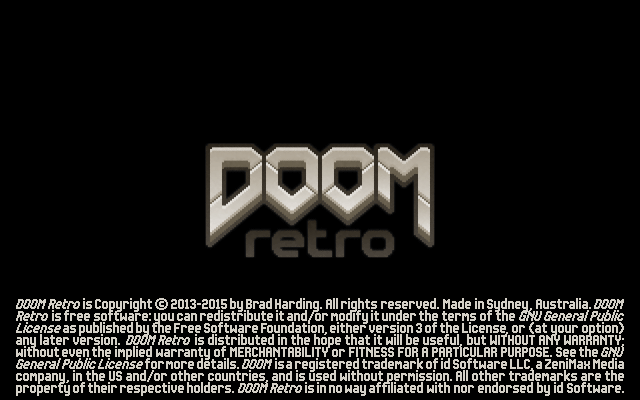 DOOM
retro
DOOM Retro is Copyright © 2013-2015 by Brad Harding. All rights reserved. Made in Sydney, Australia. DOOM
Retro is free software: you can redistribute it and/or modify it under the terms of the GNU General Public
License as published by the Free Software Foundation, either version 3 of the License, or (at your option)
any later version. DOOM Retro is distributed in the hope that it will be useful, but WITHOUT ANY WARRANTY;
without even the implied warranty of MERCHANTABILITY or FITNESS FOR A PARTICULAR PURPOSE. See the GNU
General Public License for more details. DOOM is a registered trademark of id Software LLC, a ZeniMax Media
company, in the US and/or other countries, and is used without permission. All other trademarks are the
property of their respective holders. DOOM Retro is in no way affiliated with nor endorsed by id Software.